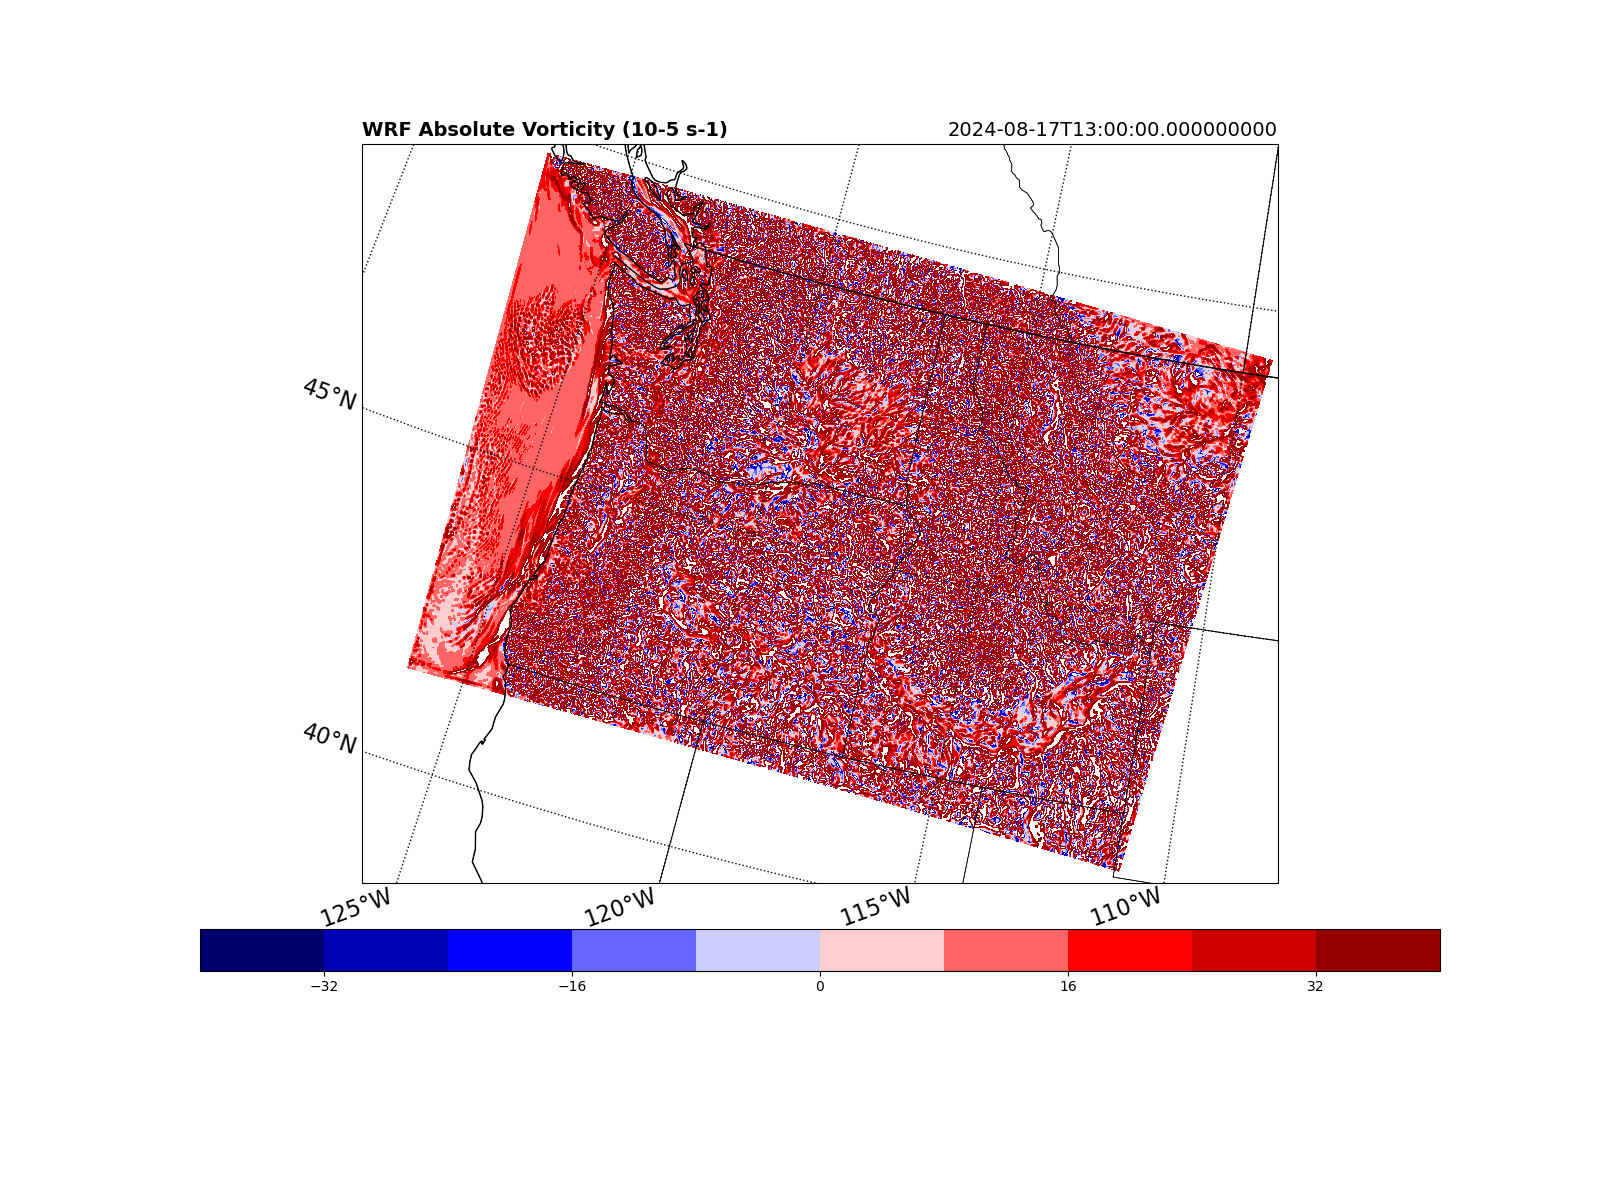 WRF Absolute Vorticity (10-5 s-1)
2024-08-17T13:00:00.000000000
45°N
40°N
125°W
120°W
115°W
110°W
−32
−16
0
16
32